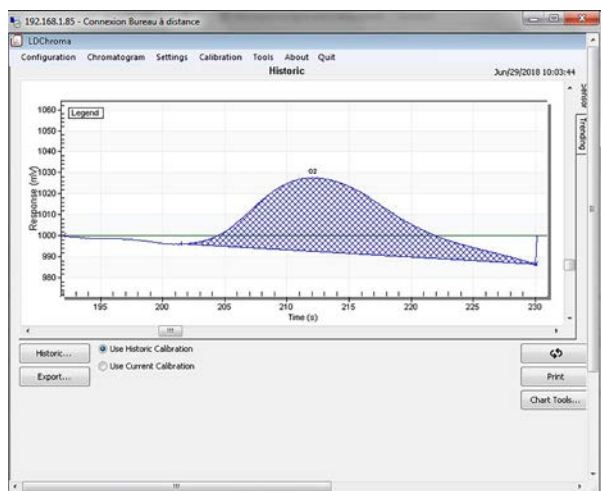 192.168.1.85 - Connexion Bureau à distance
LDChroma
Configuration Chromatogram Settings Calibration Tools About Quit
Historic
Jun/29/2018 10:03:44
Sensor
Trending
Legend
O2
1060
1050
1040
1030
1020
1010
1000
990
980
Response (mV)
195 200 205 210 215 220 225 230
Time (s)
Historic...
Use Historic Calibration
Use Current Calibration
Export...
Print
Chart Tools...